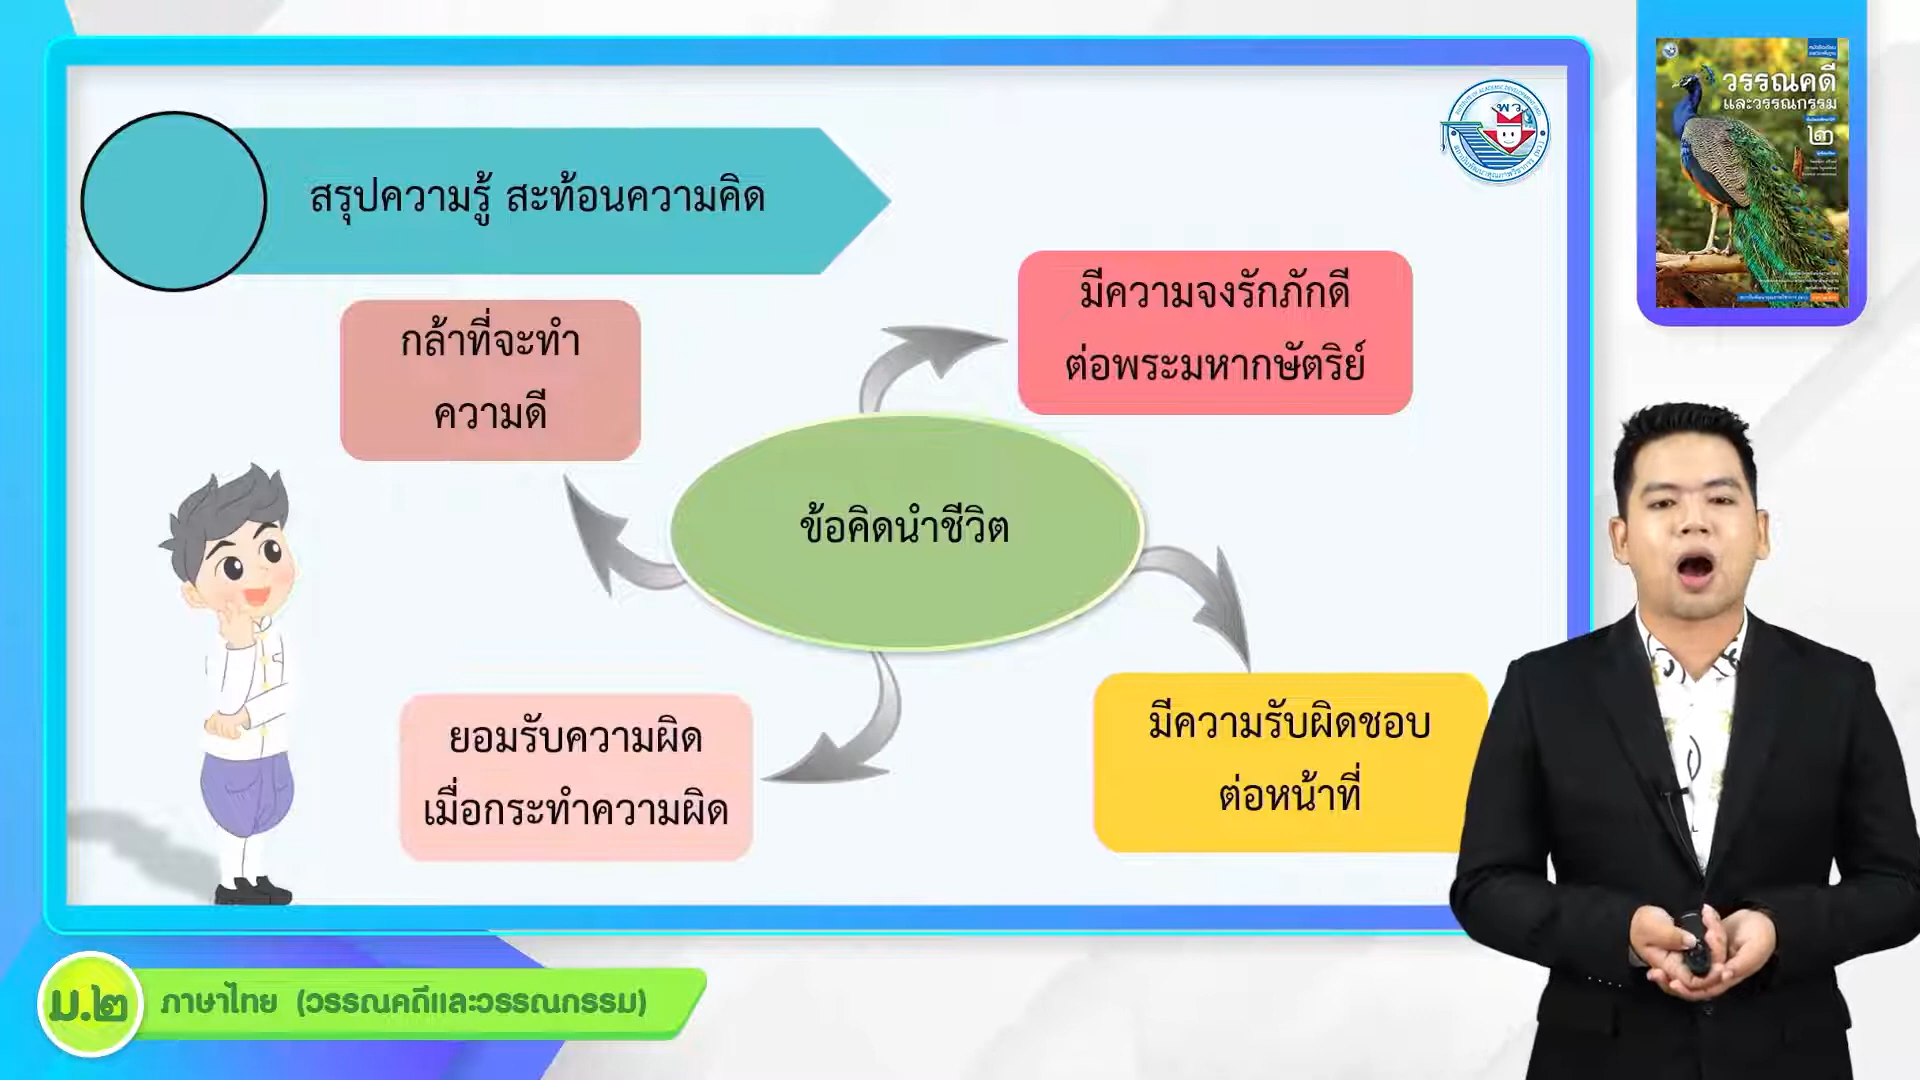 สรุปความรู้ สะท้อนความคิด
มีความจงรักภักดี
ต่อพระมหากษัตริย์
กล้าที่จะทำ
ความดี
ข้อคิดนำชีวิต
ยอมรับความผิด
เมื่อกระทำความผิด
มีความรับผิดชอบ
ต่อหน้าที่
วรรณคดี
และวรรณกรรม
๒
พว.
ม.๒
ภาษาไทย (วรรณคดีและวรรณกรรม)